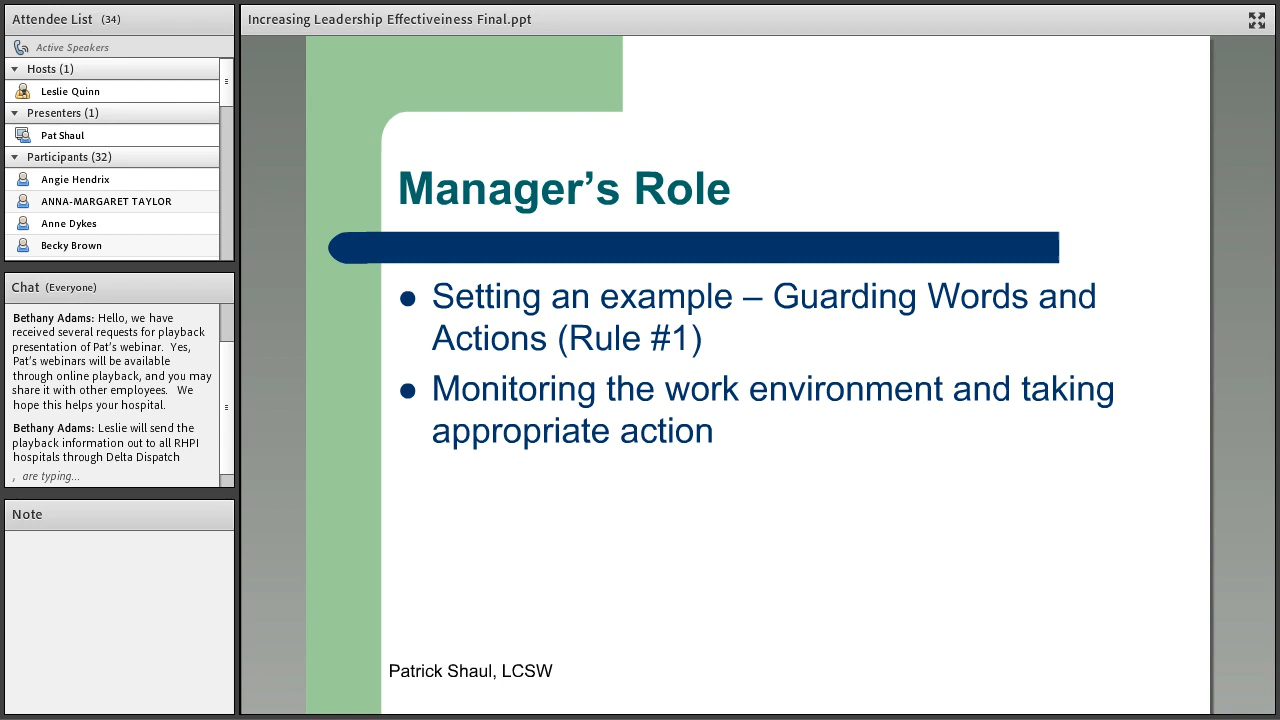 Attendee List (34)
Active Speakers
Hosts (1)
Leslie Quinn
Presenters (1)
Pat Shaul
Participants (32)
Angie Hendrix
ANNA-MARGARET TAYLOR
Anne Dykes
Becky Brown
Chat (Everyone)
Bethany Adams: Hello, we have
received several requests for playback
presentation of Pat's webinar. Yes,
Pat's webinars will be available
through online playback, and you may
share it with other employees. We
hope this helps your hospital.
Bethany Adams: Leslie will send the
playback information out to all RHPI
hospitals through Delta Dispatch
, are typing...
Note
Increasing Leadership Effectiveiness Final.ppt
Manager’s Role
● Setting an example – Guarding Words and
Actions (Rule #1)
● Monitoring the work environment and taking
appropriate action
Patrick Shaul, LCSW